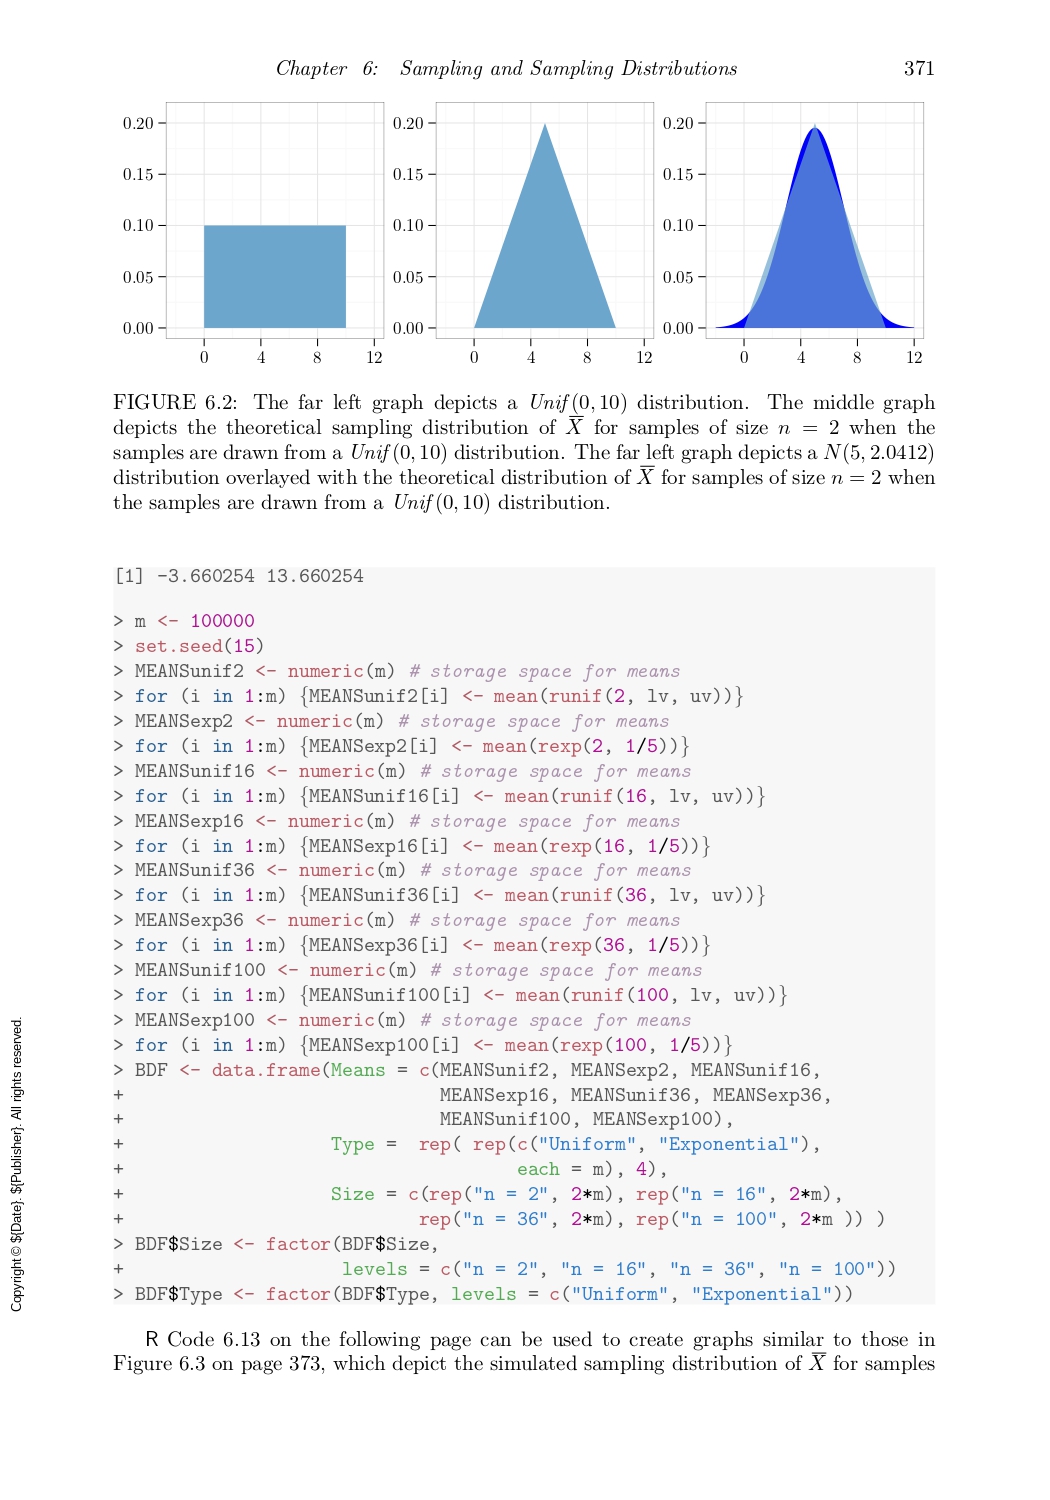 Chapter 6: Sampling and Sampling Distributions 371
0.20
0.15
0.10
0.05
0.00
0 4 8 12
0.20
0.15
0.10
0.05
0.00
0 4 8 12
0.20
0.15
0.10
0.05
0.00
0 4 8 12
FIGURE 6.2: The far left graph depicts a Unif(0, 10) distribution. The middle graph
depicts the theoretical sampling distribution of X̅ for samples of size n = 2 when the
samples are drawn from a Unif(0, 10) distribution. The far left graph depicts a N(5, 2.0412)
distribution overlayed with the theoretical distribution of X̅ for samples of size n = 2 when
the samples are drawn from a Unif(0, 10) distribution.
[1] -3.660254 13.660254
> m <- 100000
> set.seed(15)
> MEANSunif2 <- numeric(m) # storage space for means
> for (i in 1:m) {MEANSunif2[i] <- mean(runif(2, lv, uv))}
> MEANSexp2 <- numeric(m) # storage space for means
> for (i in 1:m) {MEANSexp2[i] <- mean(rexp(2, 1/5))}
> MEANSunif16 <- numeric(m) # storage space for means
> for (i in 1:m) {MEANSunif16[i] <- mean(runif(16, lv, uv))}
> MEANSexp16 <- numeric(m) # storage space for means
> for (i in 1:m) {MEANSexp16[i] <- mean(rexp(16, 1/5))}
> MEANSunif36 <- numeric(m) # storage space for means
> for (i in 1:m) {MEANSunif36[i] <- mean(runif(36, lv, uv))}
> MEANSexp36 <- numeric(m) # storage space for means
> for (i in 1:m) {MEANSexp36[i] <- mean(rexp(36, 1/5))}
> MEANSunif100 <- numeric(m) # storage space for means
> for (i in 1:m) {MEANSunif100[i] <- mean(runif(100, lv, uv))}
> MEANSexp100 <- numeric(m) # storage space for means
> for (i in 1:m) {MEANSexp100[i] <- mean(rexp(100, 1/5))}
> BDF <- data.frame(Means = c(MEANSunif2, MEANSexp2, MEANSunif16,
+ MEANSexp16, MEANSunif36, MEANSexp36,
+ MEANSunif100, MEANSexp100),
+ Type = rep( rep(c("Uniform", "Exponential"),
+ each = m), 4),
+ Size = c(rep("n = 2", 2*m), rep("n = 16", 2*m),
+ rep("n = 36", 2*m), rep("n = 100", 2*m )) )
> BDF$Size <- factor(BDF$Size,
+ levels = c("n = 2", "n = 16", "n = 36", "n = 100"))
> BDF$Type <- factor(BDF$Type, levels = c("Uniform", "Exponential"))
R Code 6.13 on the following page can be used to create graphs similar to those in
Figure 6.3 on page 373, which depict the simulated sampling distribution of X̅ for samples
Copyright © ${Date}. ${Publisher}. All rights reserved.